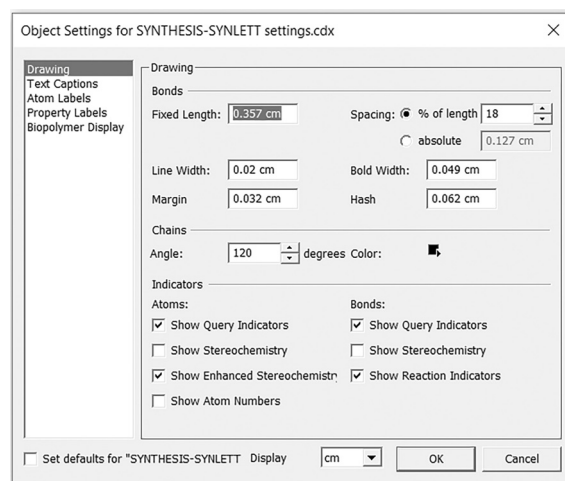 Object Settings for SYNTHESIS-SYNLETT settings.cdx
Drawing
Text Captions
Atom Labels
Property Labels
Biopolymer Display
Drawing
Bonds
Fixed Length: 0.357 cm Spacing: % of length 18
absolute 0.127 cm
Line Width: 0.02 cm Bold Width: 0.049 cm
Margin 0.032 cm Hash 0.062 cm
Chains
Angle: 120 degrees Color:
Indicators
Atoms: Bonds:
Show Query Indicators Show Query Indicators
Show Stereochemistry Show Stereochemistry
Show Enhanced Stereochemistry Show Reaction Indicators
Show Atom Numbers
Set defaults for "SYNTHESIS-SYNLETT Display cm OK Cancel